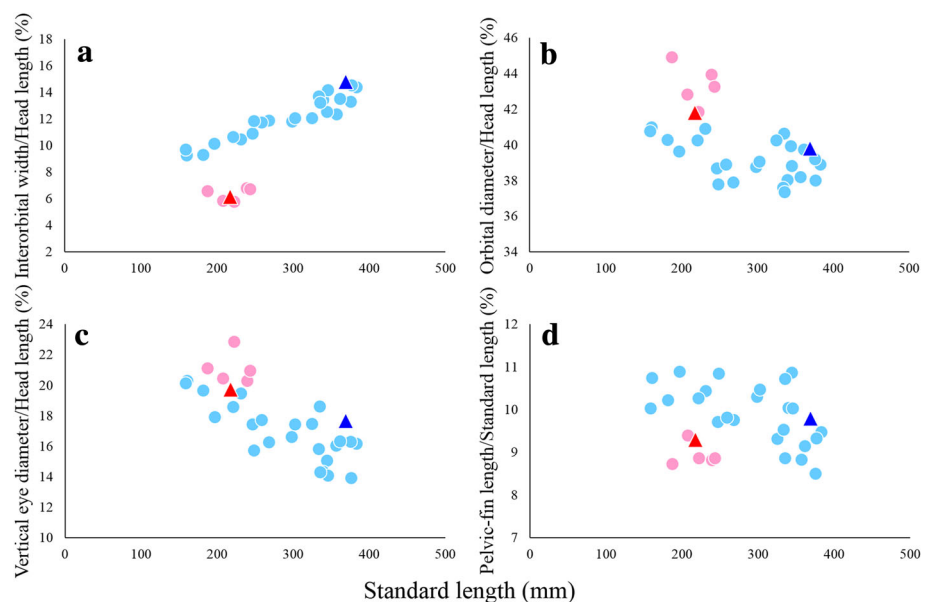 a
Interorbital width/Head length (%)
18
16
14
12
10
8
6
4
2
0 100 200 300 400 500
b
Orbital diameter/Head length (%)
46
44
42
40
38
36
34
0 100 200 300 400 500
c
Vertical eye diameter/Head length (%)
24
22
20
18
16
14
12
10
0 100 200 300 400 500
d
Pelvic-fin length/Standard length (%)
12
11
10
9
8
7
0 100 200 300 400 500
Standard length (mm)